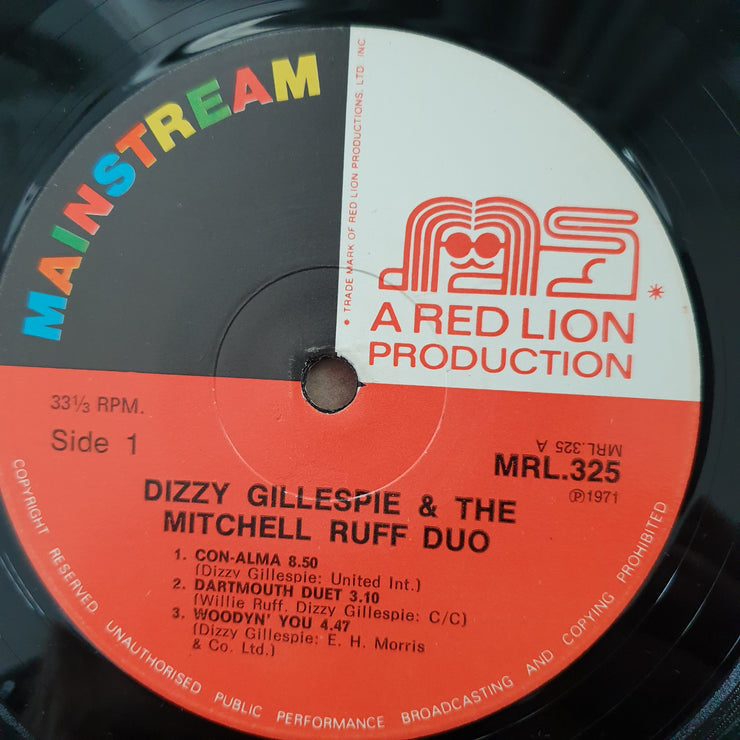 MAINSTREAM
• TRADE MARK OF RED LION PRODUCTIONS, LTD. INC.
A RED LION
PRODUCTION
33⅓ RPM.
Side 1
MRL.325 A
MRL.325
℗1971
DIZZY GILLESPIE & THE
MITCHELL RUFF DUO
1. CON-ALMA 8.50
(Dizzy Gillespie: United Int.)
2. DARTMOUTH DUET 3.10
(Willie Ruff, Dizzy Gillespie: C/C)
3. WOODYN' YOU 4.47
(Dizzy Gillespie: E. H. Morris
& Co. Ltd.)
COPYRIGHT RESERVED. UNAUTHORISED PUBLIC PERFORMANCE BROADCASTING AND COPYING PROHIBITED